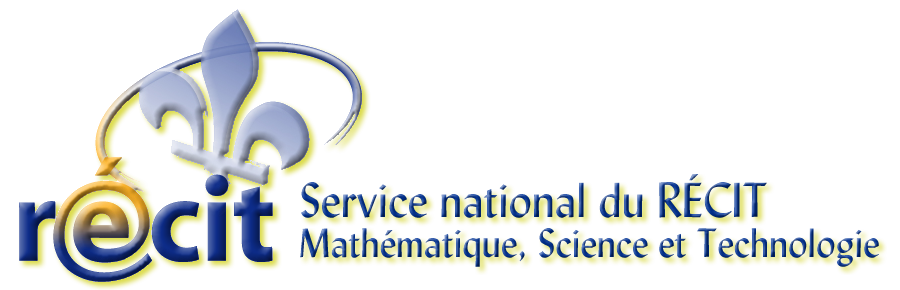 récit
Service national du RÉCIT
Mathématique, Science et Technologie